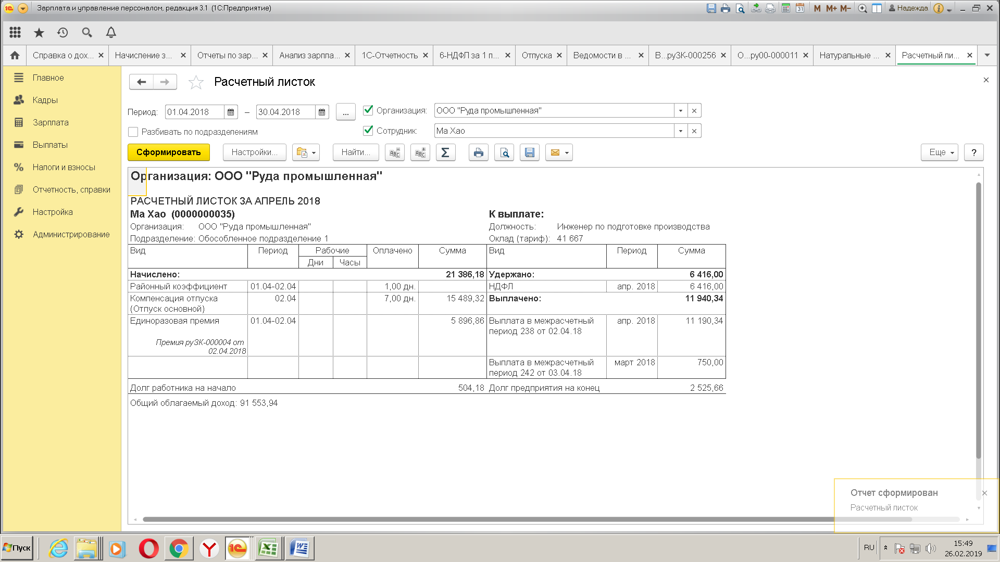 Зарплата и управление персоналом, редакция 3.1 (1С:Предприятие)
M M+ M- Надежда
Справка о дох... Начисление з... Отчеты по зар... Анализ зарпла... 1С-Отчетность 6-НДФЛ за 1 п... Отпуска Ведомости в ... В...руЗК-000256 О...ру00-000011 Натуральные ... Расчетный ли...
Главное
Кадры
Зарплата
Выплаты
Налоги и взносы
Отчетность, справки
Настройка
Администрирование
Расчетный листок
Период: 01.04.2018 – 30.04.2018 ... Организация: ООО "Руда промышленная"
Разбивать по подразделениям Сотрудник: Ма Хао
Сформировать Настройки... Найти... Еще ?
Организация: ООО "Руда промышленная"
РАСЧЕТНЫЙ ЛИСТОК ЗА АПРЕЛЬ 2018
Ма Хао (0000000035) К выплате:
Организация: ООО "Руда промышленная" Должность: Инженер по подготовке производства
Подразделение: Обособленное подразделение 1 Оклад (тариф): 41 667
Вид Период Рабочие Оплачено Сумма Вид Период Сумма
Дни Часы
Начислено: 21 386,18 Удержано: 6 416,00
Районный коэффициент 01.04-02.04 1,00 дн. НДФЛ апр. 2018 6 416,00
Компенсация отпуска 02.04 7,00 дн. 15 489,32 Выплачено: 11 940,34
(Отпуск основной)
Единоразовая премия 01.04-02.04 5 896,86 Выплата в межрасчетный апр. 2018 11 190,34
период 238 от 02.04.18
Премия руЗК-000004 от
02.04.2018
Выплата в межрасчетный март 2018 750,00
период 242 от 03.04.18
Долг работника на начало 504,18 Долг предприятия на конец 2 525,66
Общий облагаемый доход: 91 553,94
Отчет сформирован
Расчетный листок
Пуск RU 15:49
26.02.2019